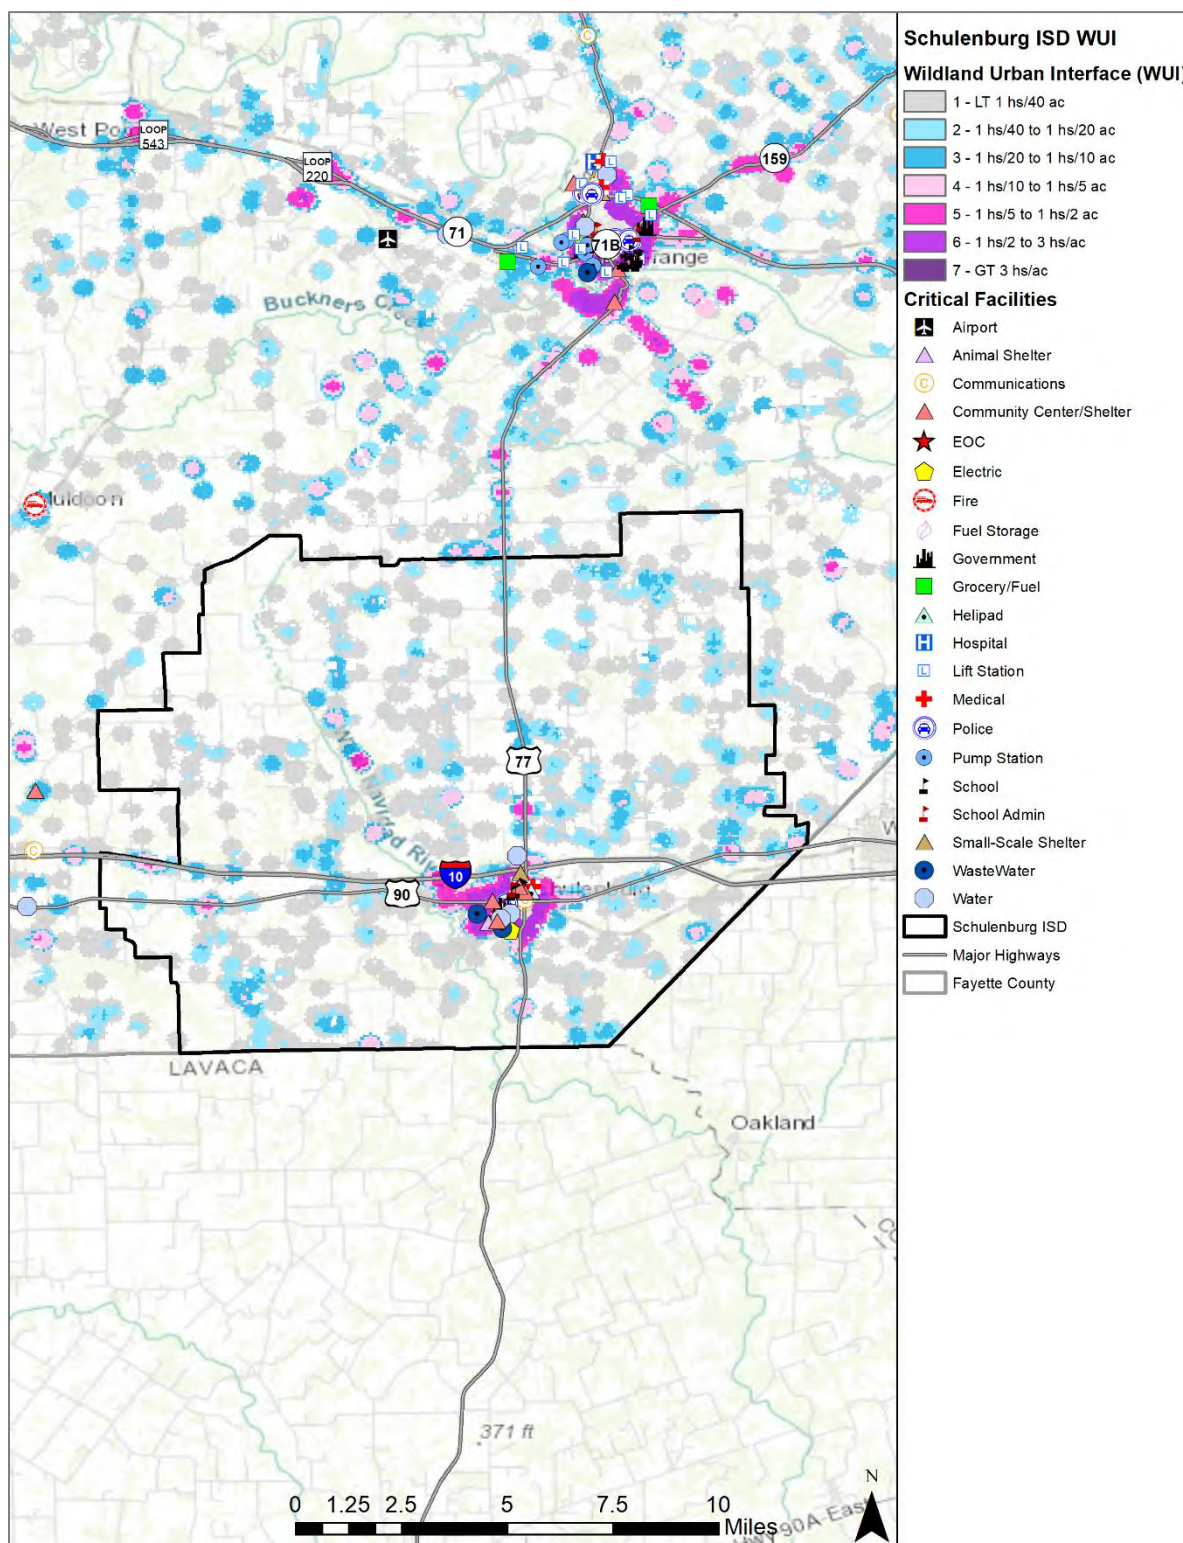 Schulenburg ISD WUI
Wildland Urban Interface (WUI)
1 - LT 1 hs/40 ac
2 - 1 hs/40 to 1 hs/20 ac
3 - 1 hs/20 to 1 hs/10 ac
4 - 1 hs/10 to 1 hs/5 ac
5 - 1 hs/5 to 1 hs/2 ac
6 - 1 hs/2 to 3 hs/ac
7 - GT 3 hs/ac
Critical Facilities
Airport
Animal Shelter
Communications
Community Center/Shelter
EOC
Electric
Fire
Fuel Storage
Government
Grocery/Fuel
Helipad
Hospital
Lift Station
Medical
Police
Pump Station
School
School Admin
Small-Scale Shelter
WasteWater
Water
Schulenburg ISD
Major Highways
Fayette County
LOOP
543
LOOP
220
159
71
71B
Buckners
77
10
90
LAVACA
Oakland
371 ft
Hwy 90A-East
N
0 1.25 2.5 5 7.5 10
Miles